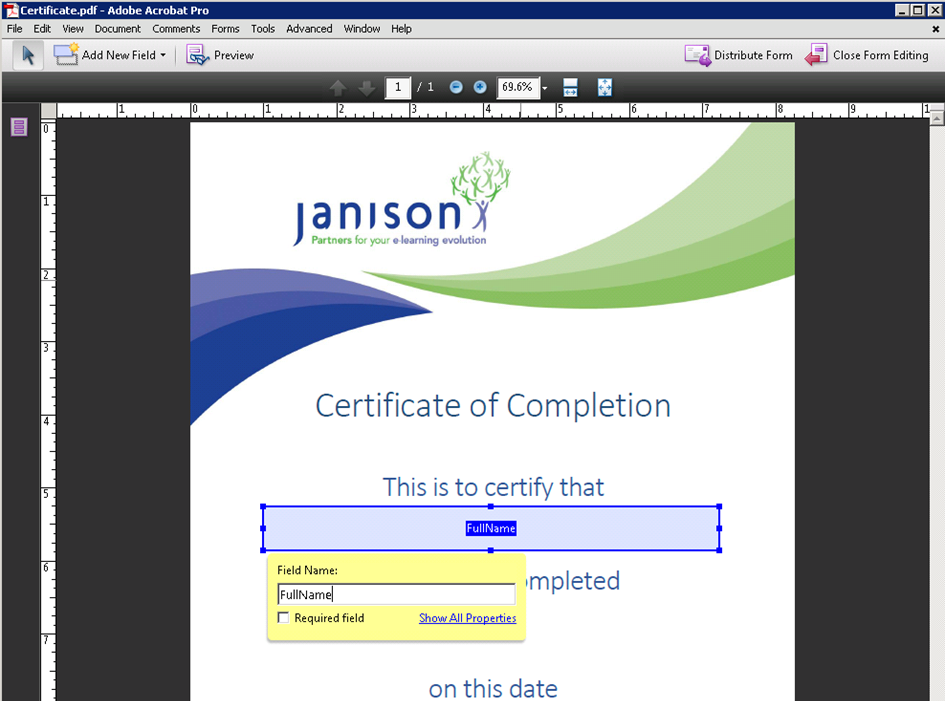 Certificate.pdf - Adobe Acrobat Pro
File Edit View Document Comments Forms Tools Advanced Window Help
Add New Field Preview Distribute Form Close Form Editing
1 / 1 69.6%
1 0 1 2 3 4 5 6 7 8 9 1
0
1
2
3
4
5
6
7
janison
Partners for your e-learning evolution
Certificate of Completion
This is to certify that
FullName
Field Name:
FullName
ompleted
Required field Show All Properties
on this date